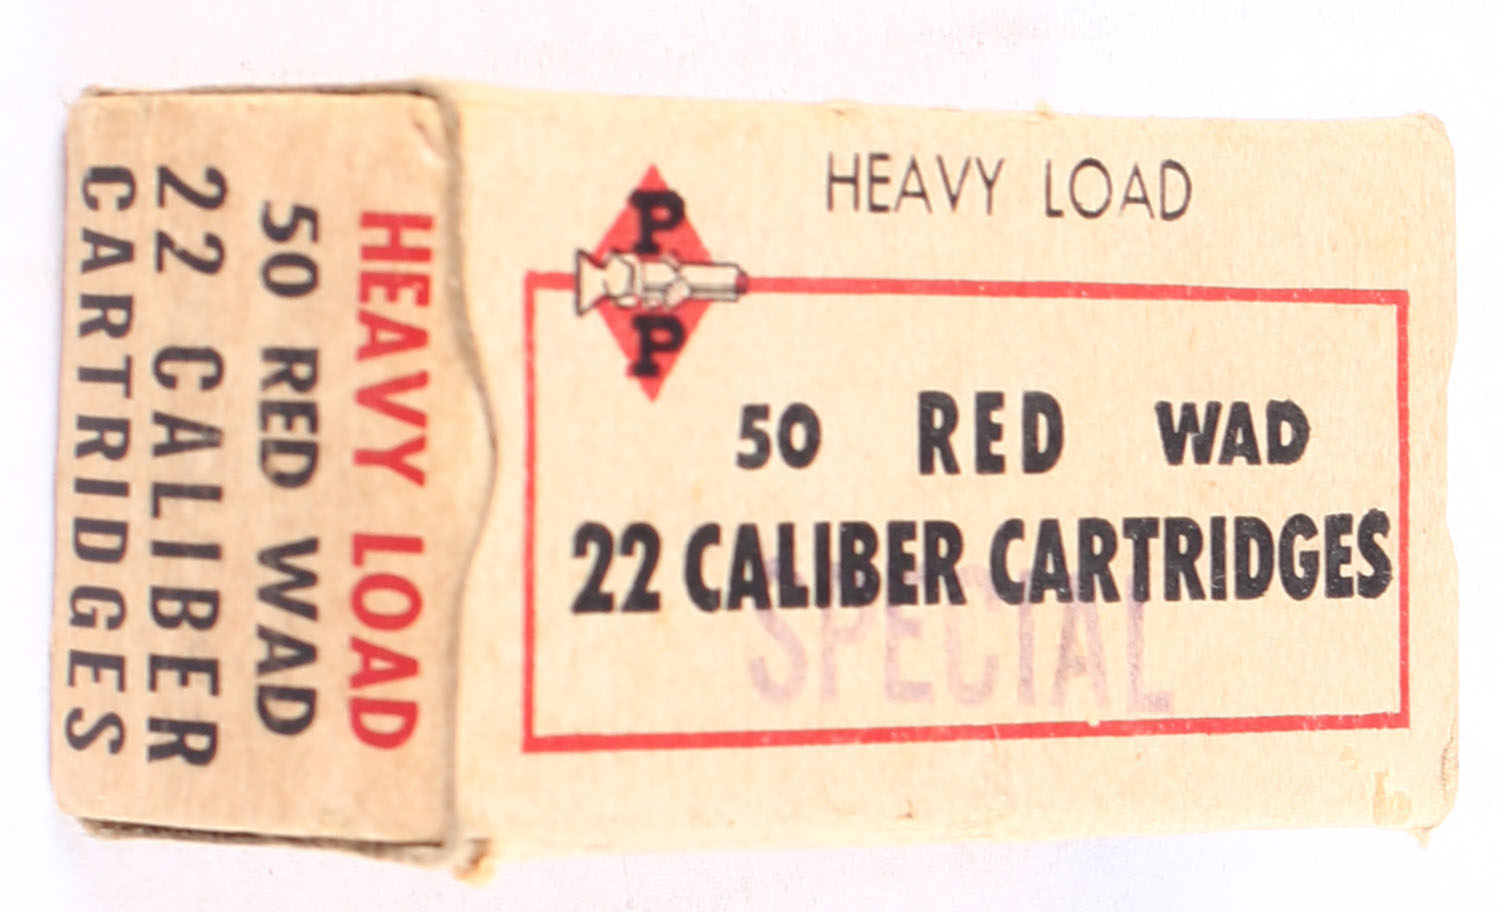 HEAVY LOAD
P
P
50 RED WAD
22 CALIBER CARTRIDGES
SPECIAL
HEAVY LOAD
50 RED WAD
22 CALIBER
CARTRIDGES